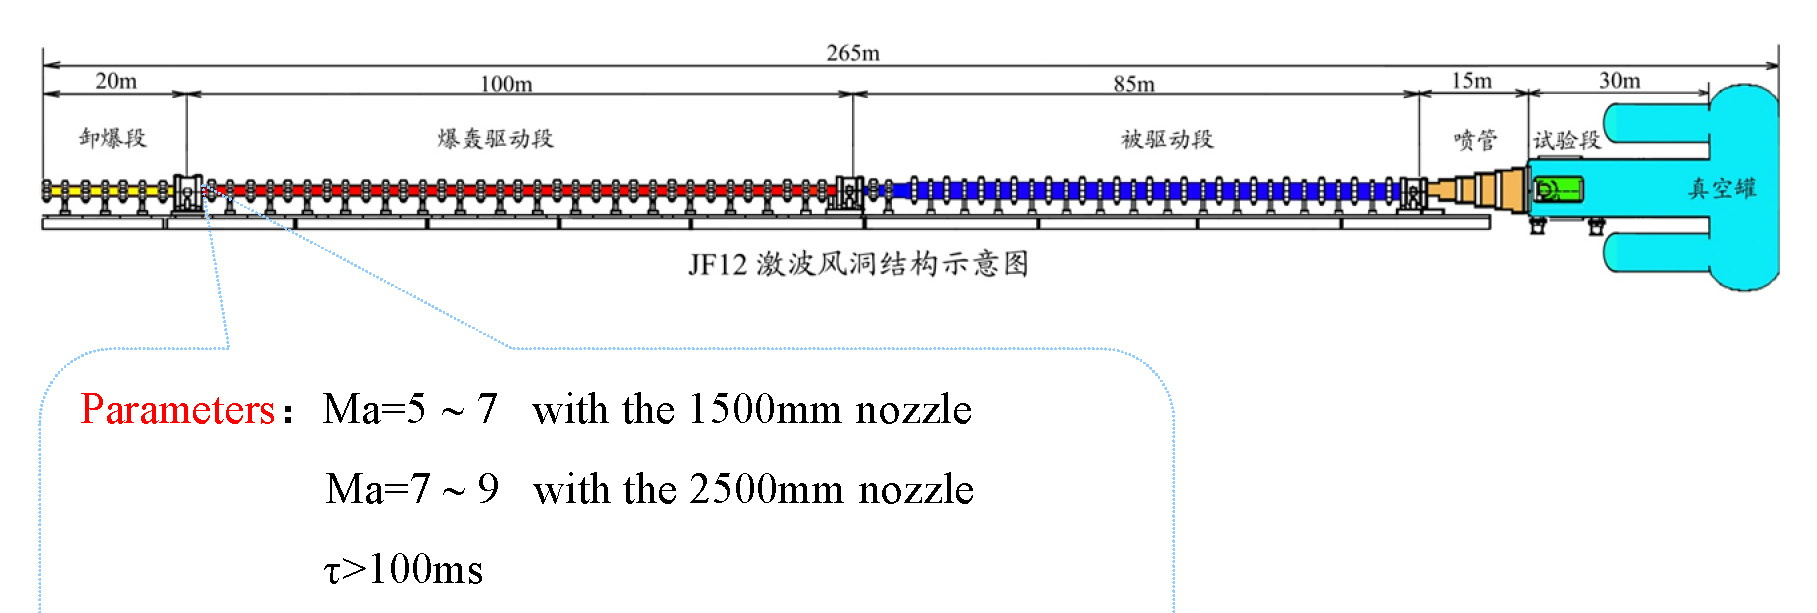 265m
20m 100m 85m 15m 30m
卸爆段 爆轰驱动段 被驱动段 喷管 试验段
真空罐
JF12 激波风洞结构示意图
Parameters：Ma=5 ~ 7 with the 1500mm nozzle
Ma=7 ~ 9 with the 2500mm nozzle
τ>100ms